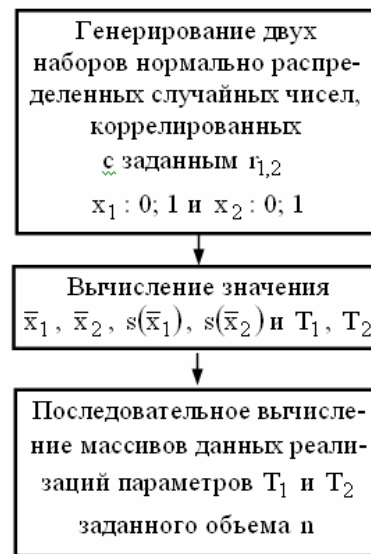 Генерирование двух
наборов нормально распре-
деленных случайных чисел,
коррелированных
с заданным r₁,₂
x₁ : 0; 1 и x₂ : 0; 1
Вычисление значения
x̅₁ , x̅₂ , s(x̅₁), s(x̅₂) и T₁ , T₂
Последовательное вычисле-
ние массивов данных реали-
заций параметров T₁ и T₂
заданного объема n